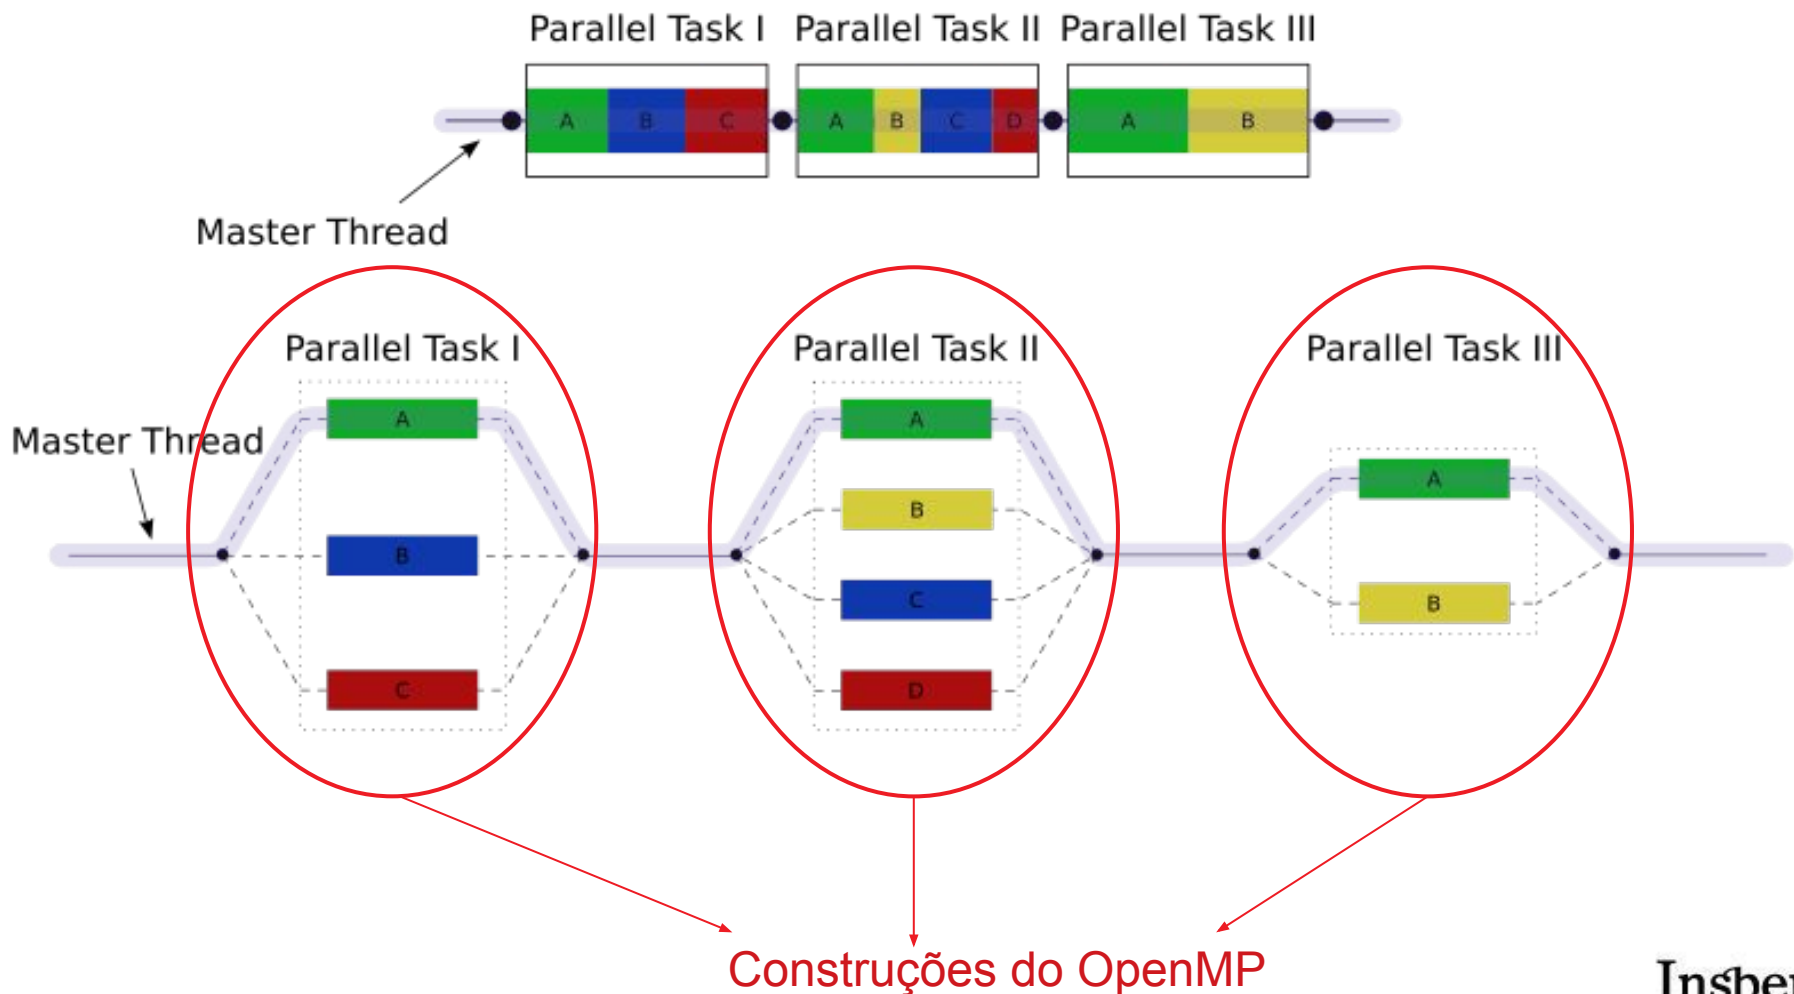 Parallel Task I Parallel Task II Parallel Task III
A B C A B C D A B
Master Thread
Parallel Task I Parallel Task II Parallel Task III
A A
Master Thread
A
B
B
C
B
C D
Construções do OpenMP